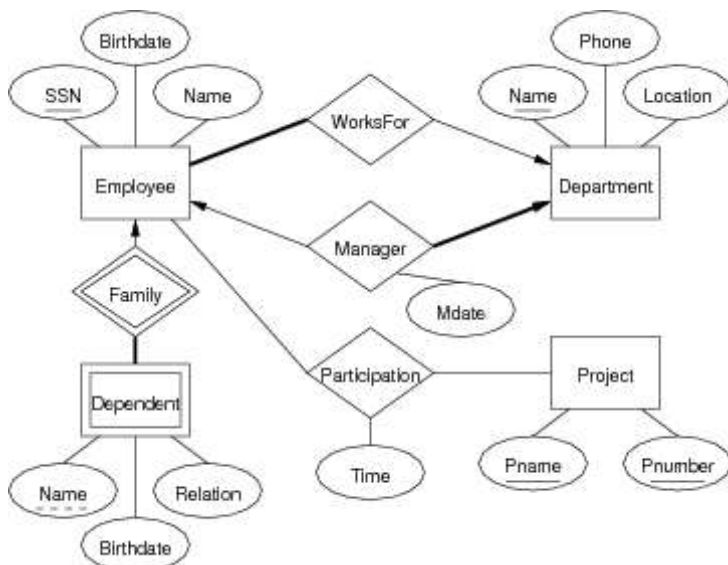 Birthdate
Phone
SSN
Name
Name
Location
WorksFor
Employee
Department
Manager
Family
Mdate
Participation
Project
Dependent
Time
Pname
Pnumber
Name
Relation
Birthdate